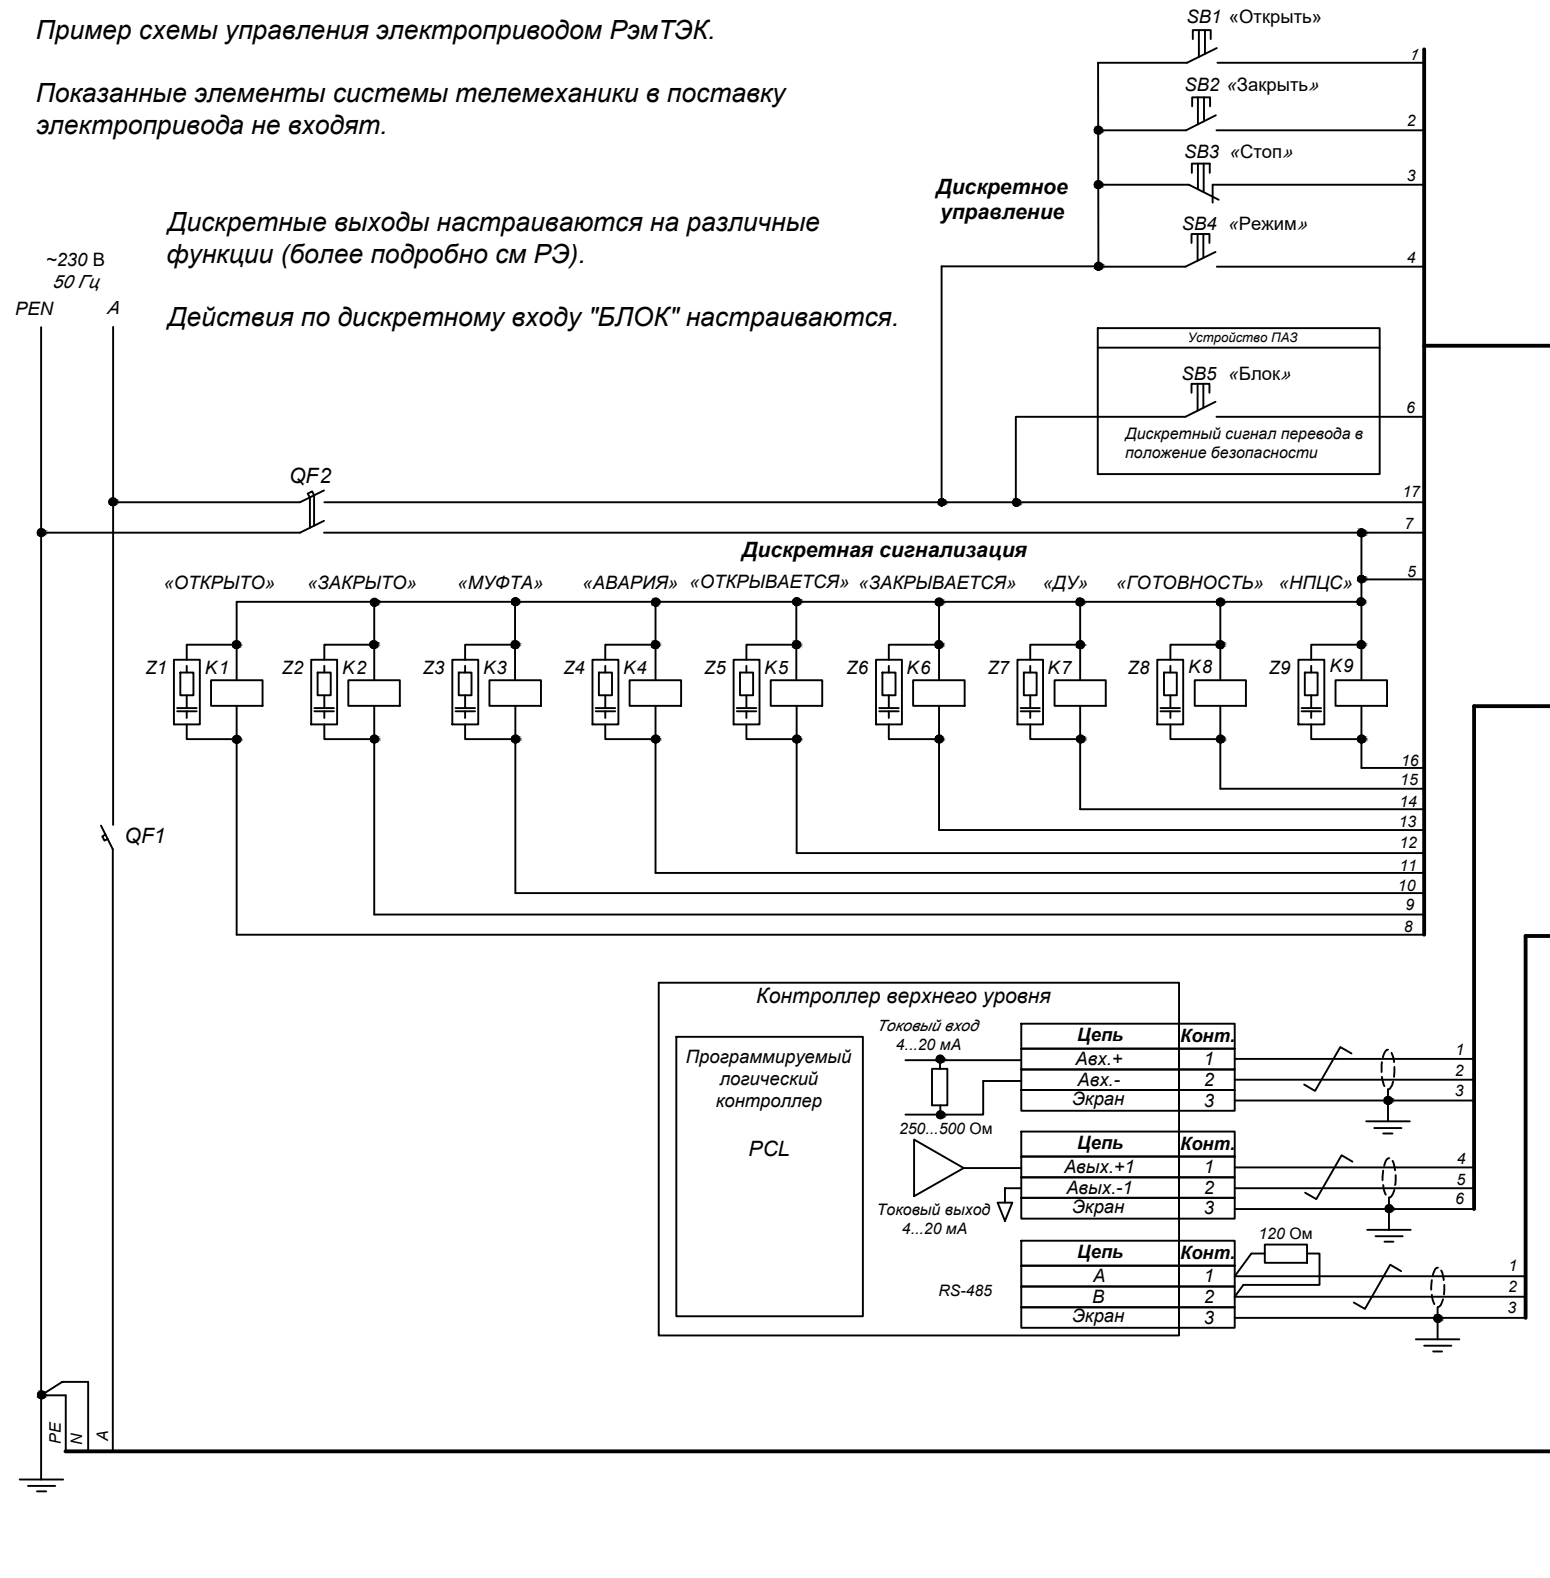 Пример схемы управления электроприводом РэмТЭК.
Показанные элементы системы телемеханики в поставку
электропривода не входят.
Дискретные выходы настраиваются на различные
функции (более подробно см РЭ).
Действия по дискретному входу "БЛОК" настраиваются.
~230 В
50 Гц
PEN
A
SB1 «Открыть»
1
SB2 «Закрыть»
2
SB3 «Стоп»
3
Дискретное
управление
SB4 «Режим»
4
Устройство ПАЗ
SB5 «Блок»
6
Дискретный сигнал перевода в
положение безопасности
QF2
17
7
Дискретная сигнализация
5
«ОТКРЫТО» «ЗАКРЫТО» «МУФТА» «АВАРИЯ» «ОТКРЫВАЕТСЯ» «ЗАКРЫВАЕТСЯ» «ДУ» «ГОТОВНОСТЬ» «НПЦС»
Z1 K1 Z2 K2 Z3 K3 Z4 K4 Z5 K5 Z6 K6 Z7 K7 Z8 K8 Z9 K9
16
15
14
13
12
11
10
9
8
QF1
Контроллер верхнего уровня
Программируемый
логический
контроллер
PCL
Токовый вход
4...20 мА
250...500 Ом
Цепь Конт.
Авх.+ 1
Авх.- 2
Экран 3
1
2
3
Токовый выход
4...20 мА
Цепь Конт.
Авых.+1 1
Авых.-1 2
Экран 3
4
5
6
RS-485
120 Ом
Цепь Конт.
A 1
B 2
Экран 3
1
2
3
PE
N
A